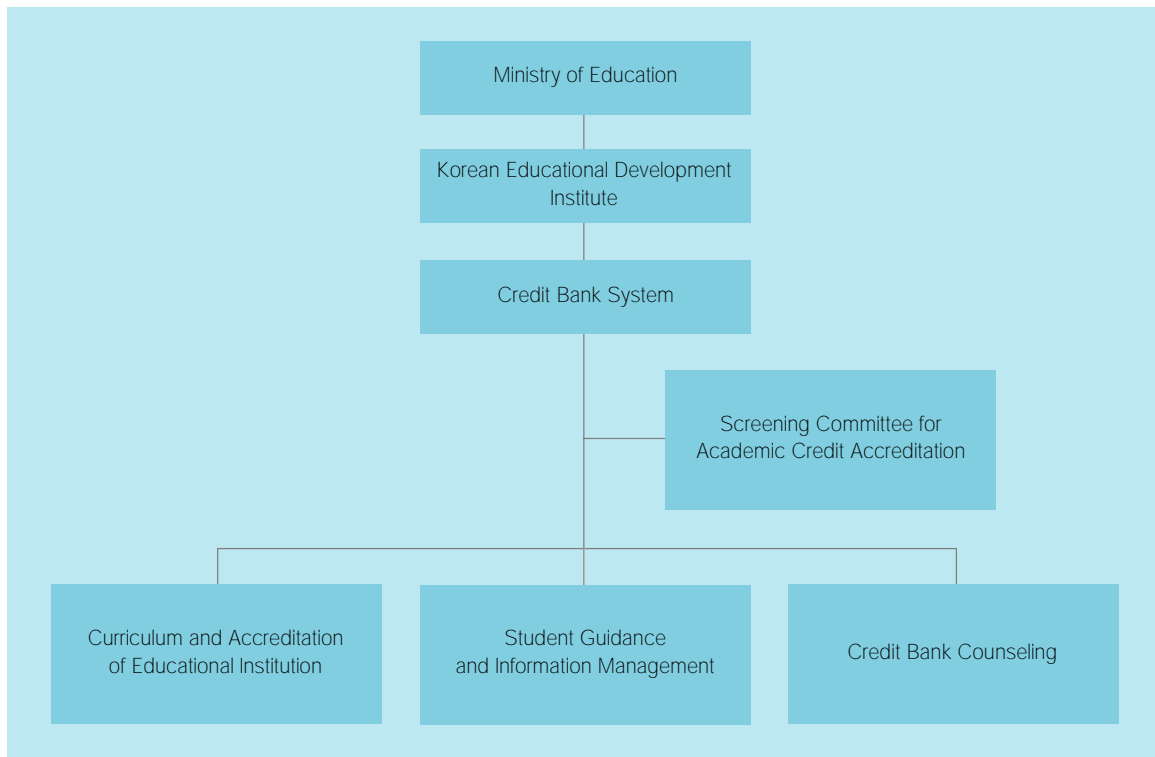 Ministry of Education
Korean Educational Development
Institute
Credit Bank System
Screening Committee for
Academic Credit Accreditation
Curriculum and Accreditation
of Educational Institution
Student Guidance
and Information Management
Credit Bank Counseling